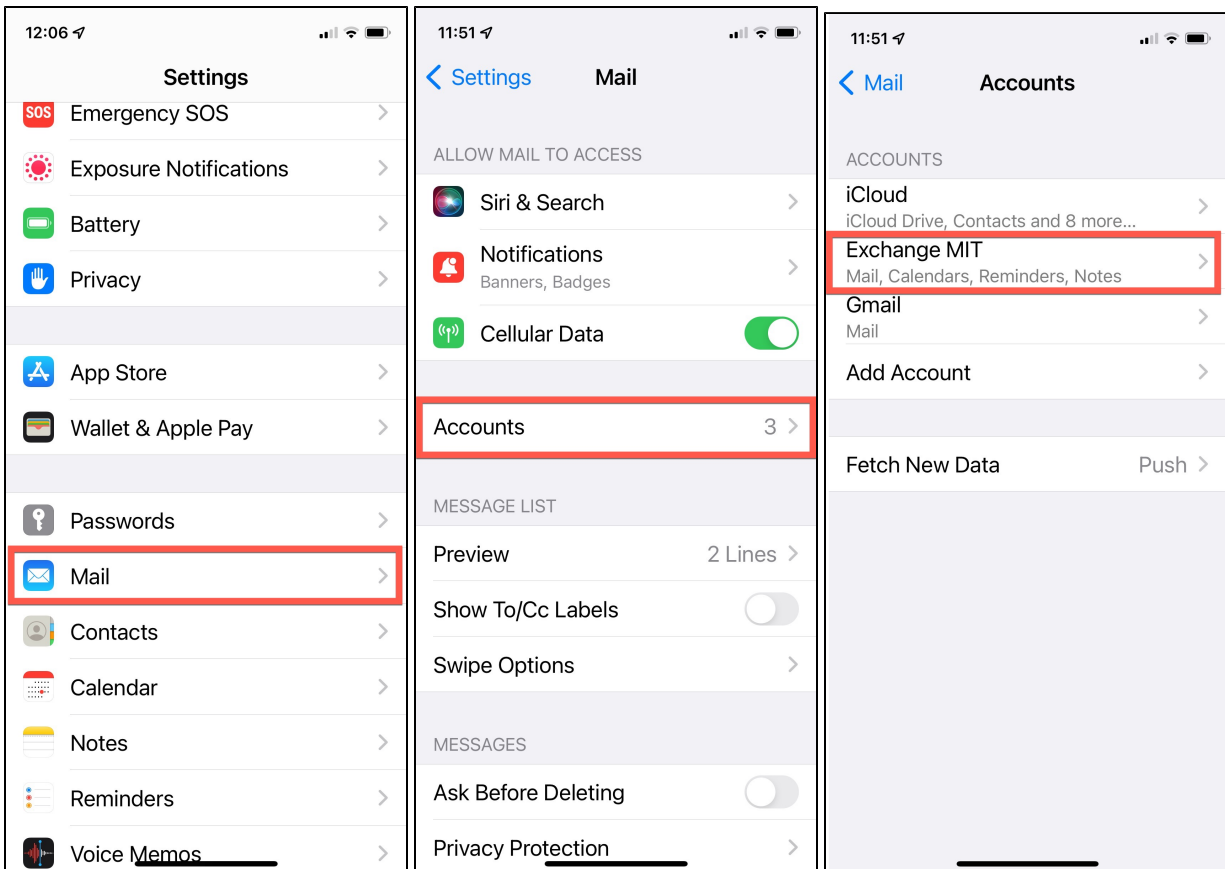 12:06
Settings
SOS
Emergency SOS
Exposure Notifications
Battery
Privacy
App Store
Wallet & Apple Pay
Passwords
Mail
Contacts
Calendar
Notes
Reminders
Voice Memos
11:51
Settings
Mail
ALLOW MAIL TO ACCESS
Siri & Search
Notifications
Banners, Badges
Cellular Data
Accounts 3
MESSAGE LIST
Preview 2 Lines
Show To/Cc Labels
Swipe Options
MESSAGES
Ask Before Deleting
Privacy Protection
11:51
Mail
Accounts
ACCOUNTS
iCloud
iCloud Drive, Contacts and 8 more...
Exchange MIT
Mail, Calendars, Reminders, Notes
Gmail
Mail
Add Account
Fetch New Data Push